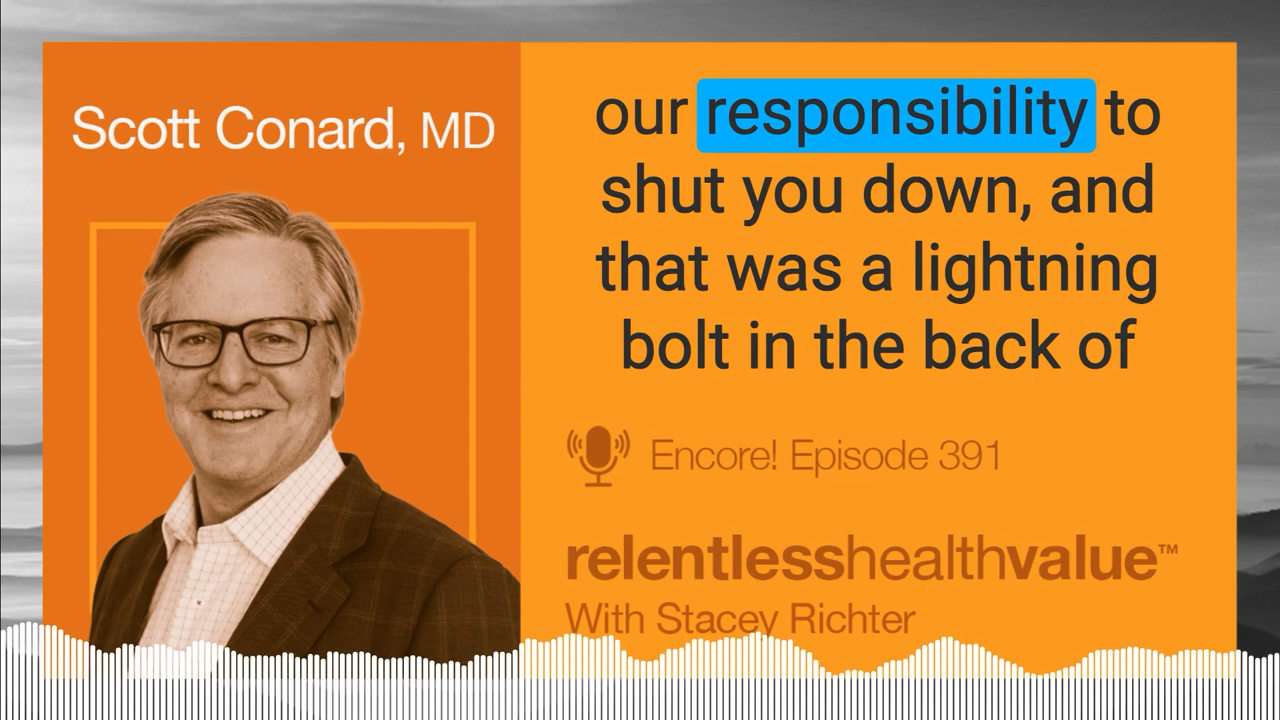 Scott Conard, MD
our responsibility to
shut you down, and
that was a lightning
bolt in the back of
Encore! Episode 391
relentlesshealthvalue™
With Stacey Richter